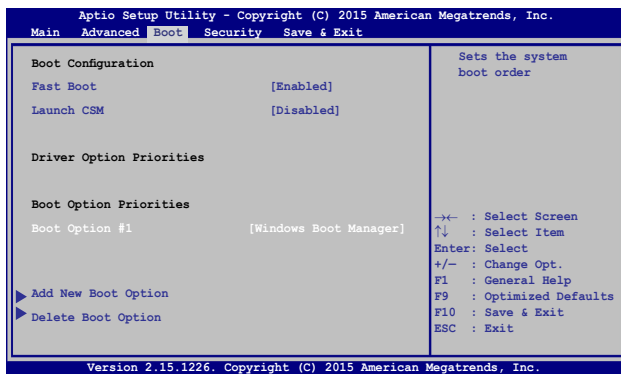 Aptio Setup Utility - Copyright (C) 2015 American Megatrends, Inc.
Main Advanced Boot Security Save & Exit
Boot Configuration
Fast Boot [Enabled]
Launch CSM [Disabled]
Driver Option Priorities
Boot Option Priorities
Boot Option #1 [Windows Boot Manager]
Add New Boot Option
Delete Boot Option
Sets the system
boot order
→← : Select Screen
↑↓ : Select Item
Enter: Select
+/— : Change Opt.
F1 : General Help
F9 : Optimized Defaults
F10 : Save & Exit
ESC : Exit
Version 2.15.1226. Copyright (C) 2015 American Megatrends, Inc.